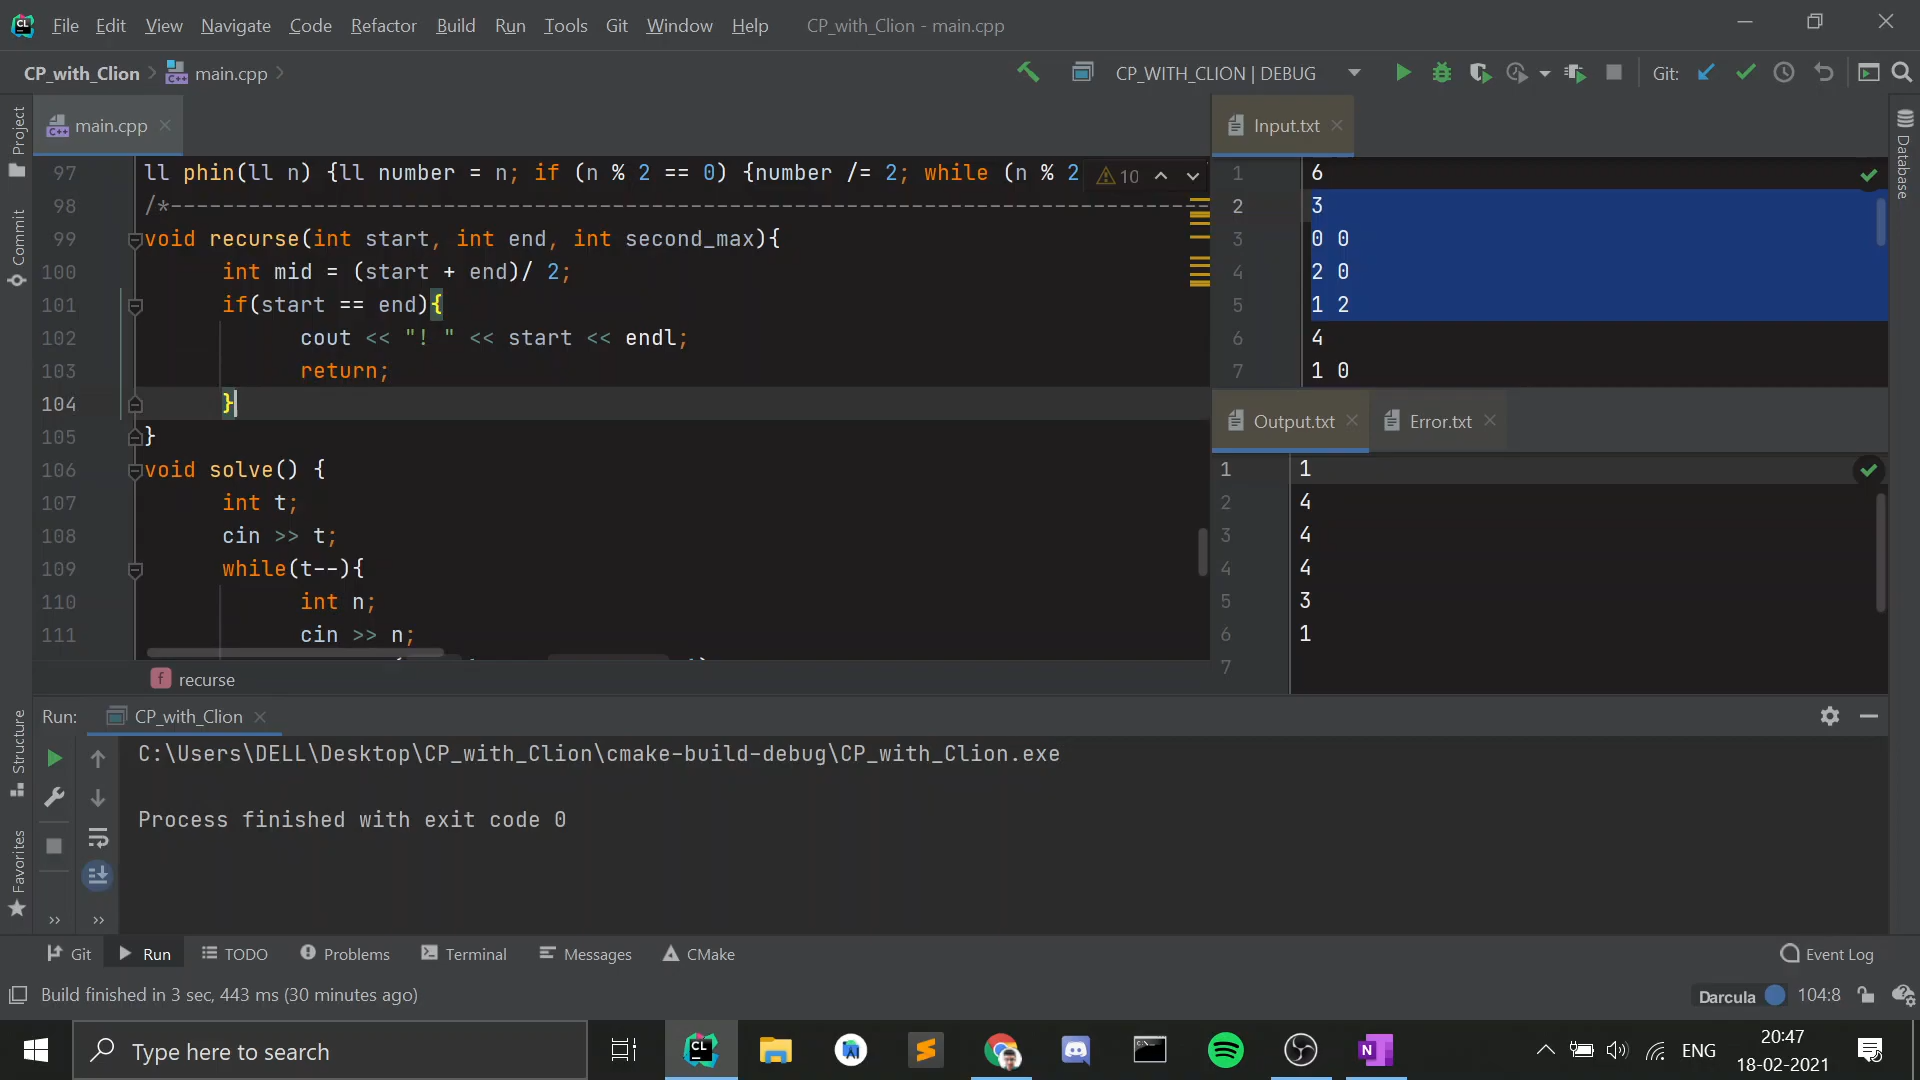 File Edit View Navigate Code Refactor Build Run Tools Git Window Help CP_with_Clion - main.cpp
CP_with_Clion main.cpp CP_WITH_CLION | DEBUG Git:
main.cpp
97 ll phin(ll n) {ll number = n; if (n % 2 == 0) {number /= 2; while (n % 2 10
98 /*--------------------------------------------------------------------------------
99 void recurse(int start, int end, int second_max){
100 int mid = (start + end)/ 2;
101 if(start == end){
102 cout << "! " << start << endl;
103 return;
104 }
105 }
106 void solve() {
107 int t;
108 cin >> t;
109 while(t--){
110 int n;
111 cin >> n;
recurse
Input.txt
1 6
2 3
3 0 0
4 2 0
5 1 2
6 4
7 1 0
Output.txt Error.txt
1 1
2 4
3 4
4 4
5 3
6 1
7
Project
Commit
Structure
Favorites
Database
Run: CP_with_Clion
C:\Users\DELL\Desktop\CP_with_Clion\cmake-build-debug\CP_with_Clion.exe
Process finished with exit code 0
Git Run TODO Problems Terminal Messages CMake Event Log
Build finished in 3 sec, 443 ms (30 minutes ago) Darcula 104:8
Type here to search
ENG
20:47
18-02-2021